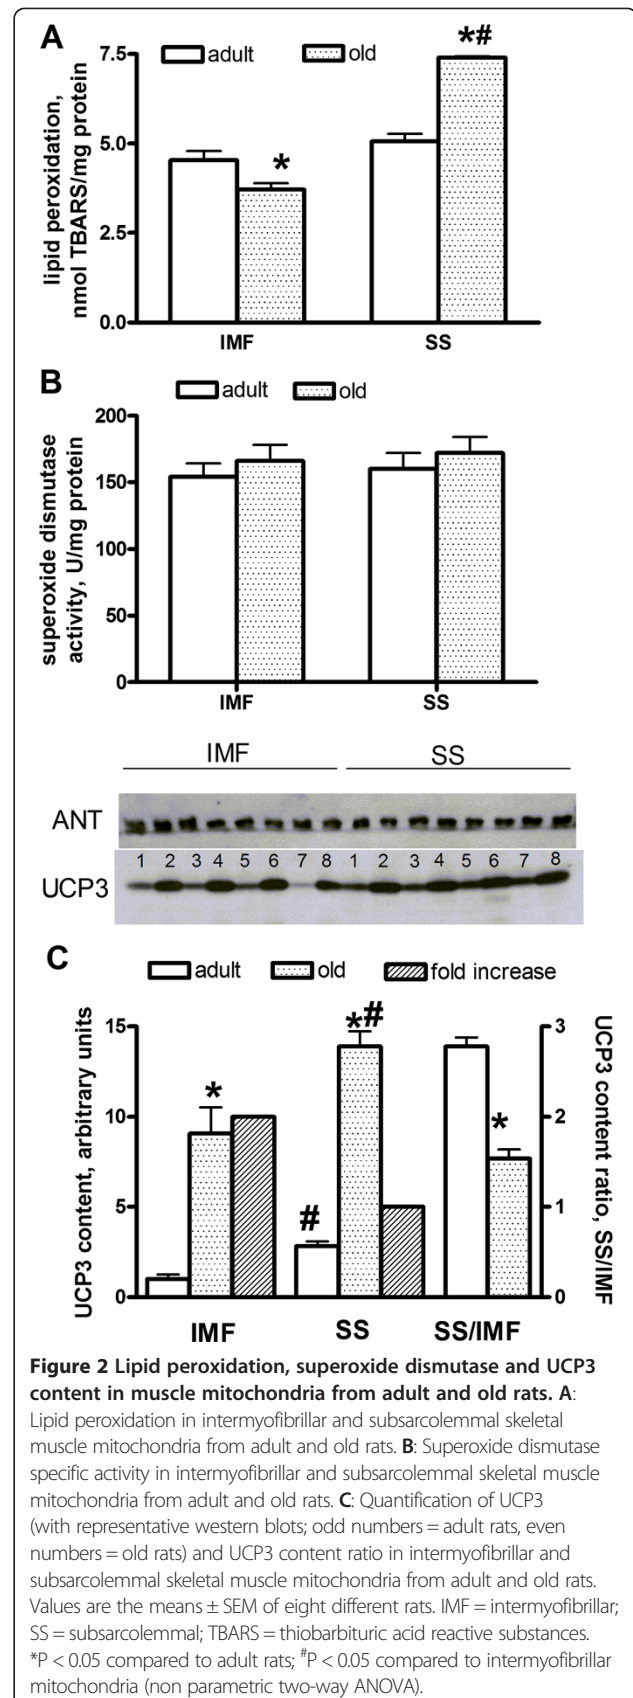 A
adult
old
*#
*
lipid peroxidation,
nmol TBARS/mg protein
7.5
5.0
2.5
0.0
IMF
SS
B
adult
old
superoxide dismutase
activity, U/mg protein
200
150
100
50
0
IMF
SS
IMF
SS
ANT
1 2 3 4 5 6 7 8 1 2 3 4 5 6 7 8
UCP3
C
adult
old
fold increase
UCP3 content, arbitrary units
15
10
5
0
*
#
*#
*
3
2
1
0
UCP3 content ratio, SS/IMF
IMF
SS
SS/IMF
Figure 2 Lipid peroxidation, superoxide dismutase and UCP3
content in muscle mitochondria from adult and old rats. A:
Lipid peroxidation in intermyofibrillar and subsarcolemmal skeletal
muscle mitochondria from adult and old rats. B: Superoxide dismutase
specific activity in intermyofibrillar and subsarcolemmal skeletal muscle
mitochondria from adult and old rats. C: Quantification of UCP3
(with representative western blots; odd numbers = adult rats, even
numbers = old rats) and UCP3 content ratio in intermyofibrillar and
subsarcolemmal skeletal muscle mitochondria from adult and old rats.
Values are the means ± SEM of eight different rats. IMF = intermyofibrillar;
SS = subsarcolemmal; TBARS = thiobarbituric acid reactive substances.
*P < 0.05 compared to adult rats; #P < 0.05 compared to intermyofibrillar
mitochondria (non parametric two-way ANOVA).